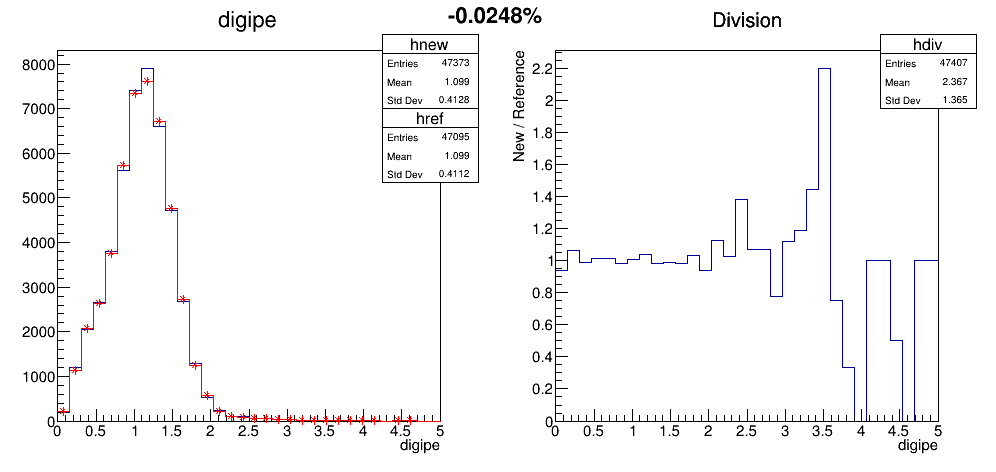 -0.0248%
digipe
hnew
Entries 47373
Mean 1.099
Std Dev 0.4128
href
Entries 47095
Mean 1.099
Std Dev 0.4112
8000
7000
6000
5000
4000
3000
2000
1000
0
0 0.5 1 1.5 2 2.5 3 3.5 4 4.5 5
digipe
Division
hdiv
Entries 47407
Mean 2.367
Std Dev 1.365
New / Reference
2.2
2
1.8
1.6
1.4
1.2
1
0.8
0.6
0.4
0.2
0
0 0.5 1 1.5 2 2.5 3 3.5 4 4.5 5
digipe